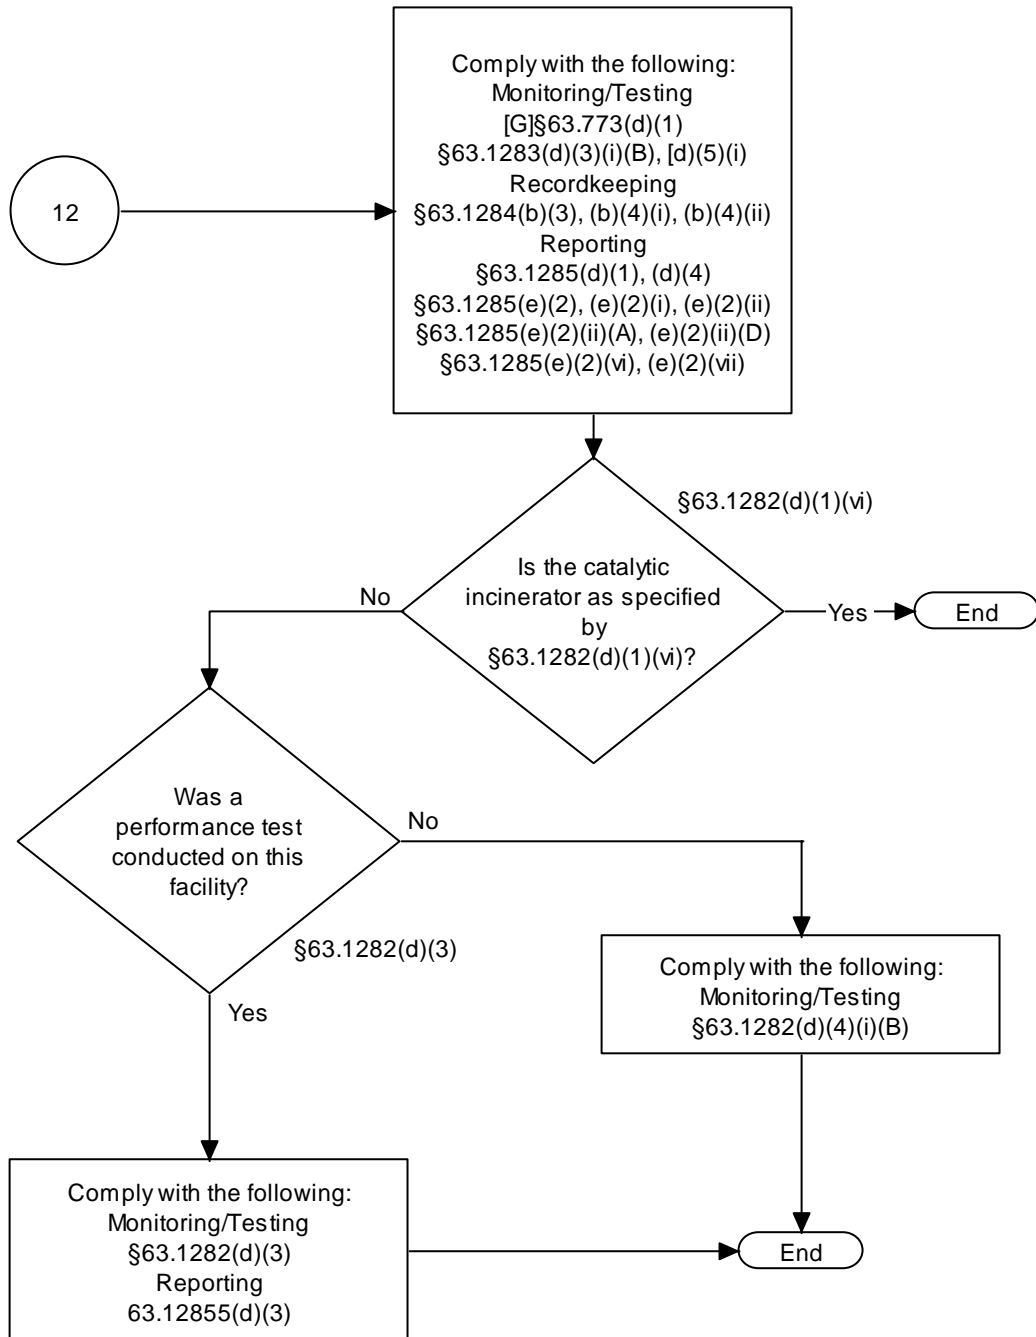 12
Comply with the following:
Monitoring/Testing
[G]§63.773(d)(1)
§63.1283(d)(3)(i)(B), [d)(5)(i)
Recordkeeping
§63.1284(b)(3), (b)(4)(i), (b)(4)(ii)
Reporting
§63.1285(d)(1), (d)(4)
§63.1285(e)(2), (e)(2)(i), (e)(2)(ii)
§63.1285(e)(2)(ii)(A), (e)(2)(ii)(D)
§63.1285(e)(2)(vi), (e)(2)(vii)
§63.1282(d)(1)(vi)
Is the catalytic
incinerator as specified
by
§63.1282(d)(1)(vi)?
No
Yes
End
Was a
performance test
conducted on this
facility?
No
§63.1282(d)(3)
Yes
Comply with the following:
Monitoring/Testing
§63.1282(d)(4)(i)(B)
Comply with the following:
Monitoring/Testing
§63.1282(d)(3)
Reporting
63.12855(d)(3)
End